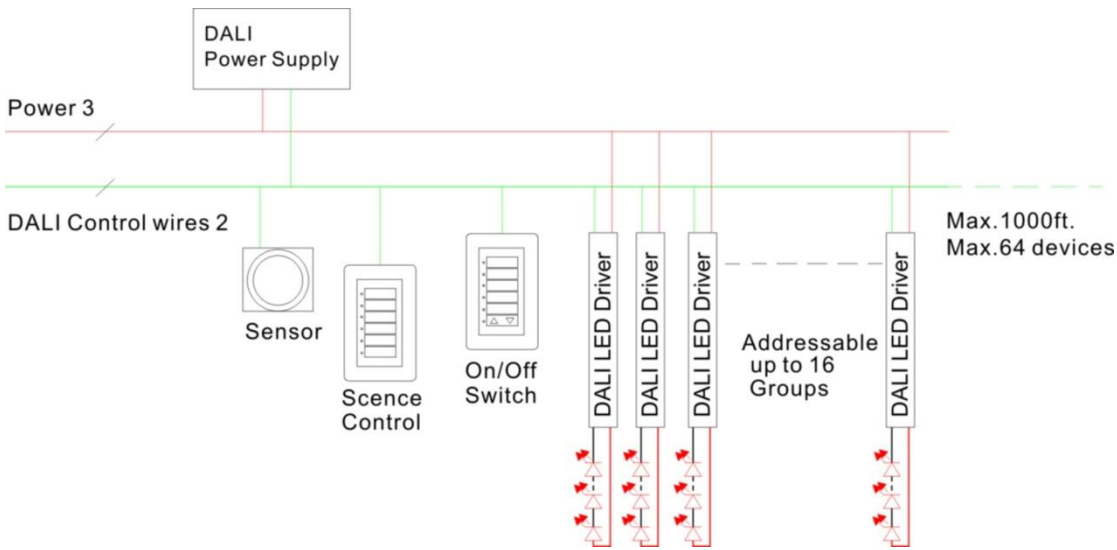 DALI
Power Supply
Power 3
DALI Control wires 2
Max.1000ft.
Max.64 devices
Sensor
Scence
Control
On/Off
Switch
DALI LED Driver
DALI LED Driver
DALI LED Driver
Addressable
up to 16
Groups
DALI LED Driver